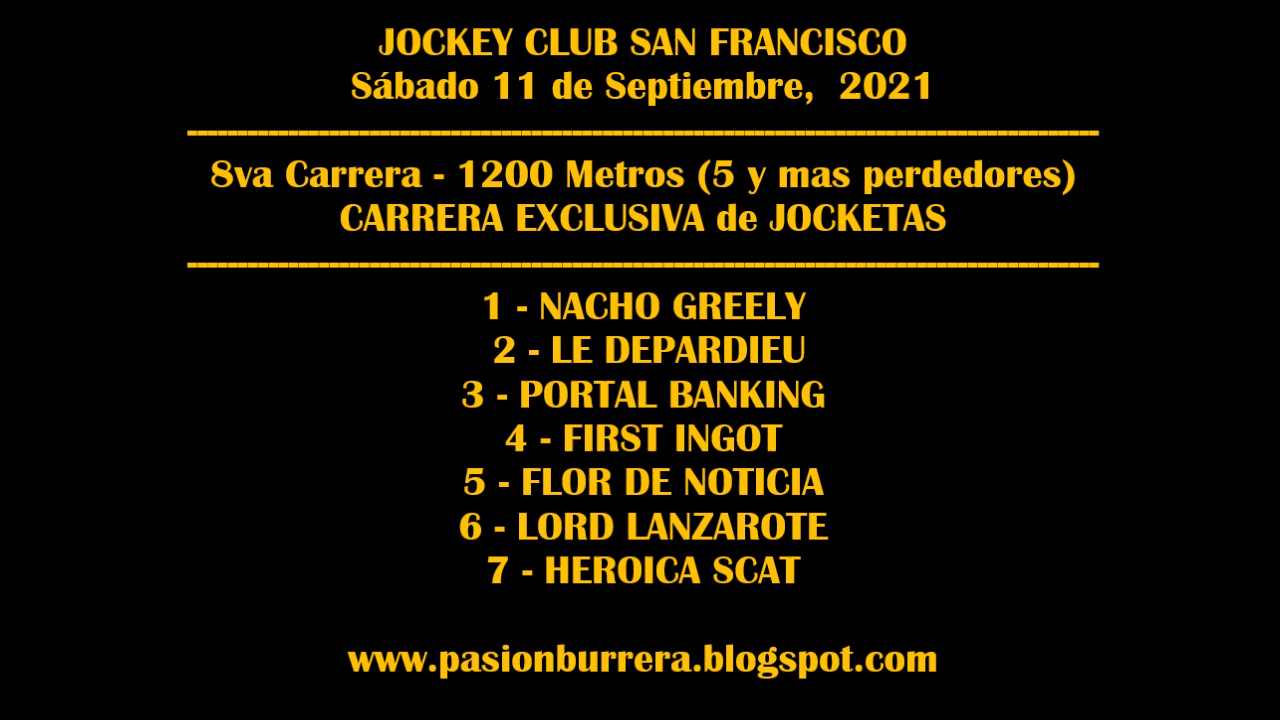 JOCKEY CLUB SAN FRANCISCO
Sábado 11 de Septiembre,  2021
8va Carrera - 1200 Metros (5 y mas perdedores)
CARRERA EXCLUSIVA de JOCKETAS
1 - NACHO GREELY
2 - LE DEPARDIEU
3 - PORTAL BANKING
4 - FIRST INGOT
5 - FLOR DE NOTICIA
6 - LORD LANZAROTE
7 - HEROICA SCAT
www.pasionburrera.blogspot.com